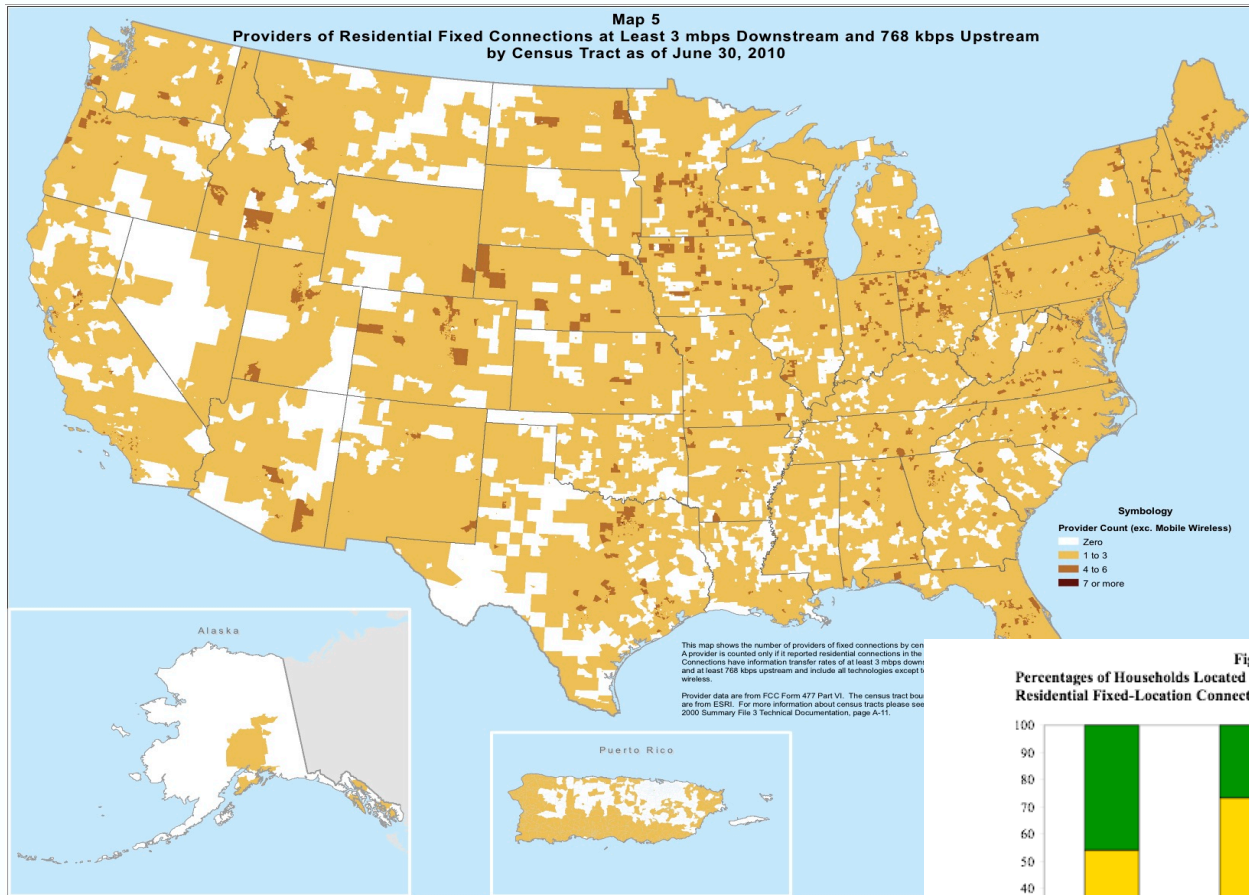 Map 5
Providers of Residential Fixed Connections at Least 3 mbps Downstream and 768 kbps Upstream
by Census Tract as of June 30, 2010
Symbology
Provider Count (exc. Mobile Wireless)
Zero
1 to 3
4 to 6
7 or more
Alaska
Puerto Rico
This map shows the number of providers of fixed connections by cen
A provider is counted only if it reported residential connections in the
Connections have information transfer rates of at least 3 mbps down
and at least 768 kbps upstream and include all technologies except
wireless.
Provider data are from FCC Form 477 Part VI. The census tract bou
are from ESRI. For more information about census tracts please see
2000 Summary File 3 Technical Documentation, page A-11.
Fig
Percentages of Households Located
Residential Fixed-Location Connect
100
90
80
70
60
50
40